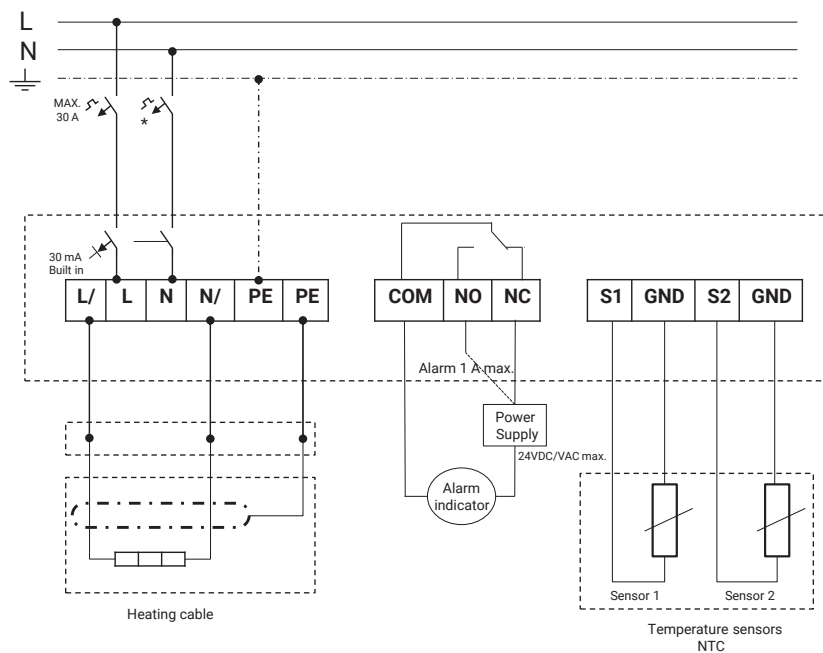 L
N
MAX.
30 A
*
30 mA
Built in
L/ L N N/ PE PE
COM NO NC
S1 GND S2 GND
Alarm 1 A max.
Power
Supply
24VDC/VAC max.
Alarm
indicator
Sensor 1
Sensor 2
Heating cable
Temperature sensors
NTC